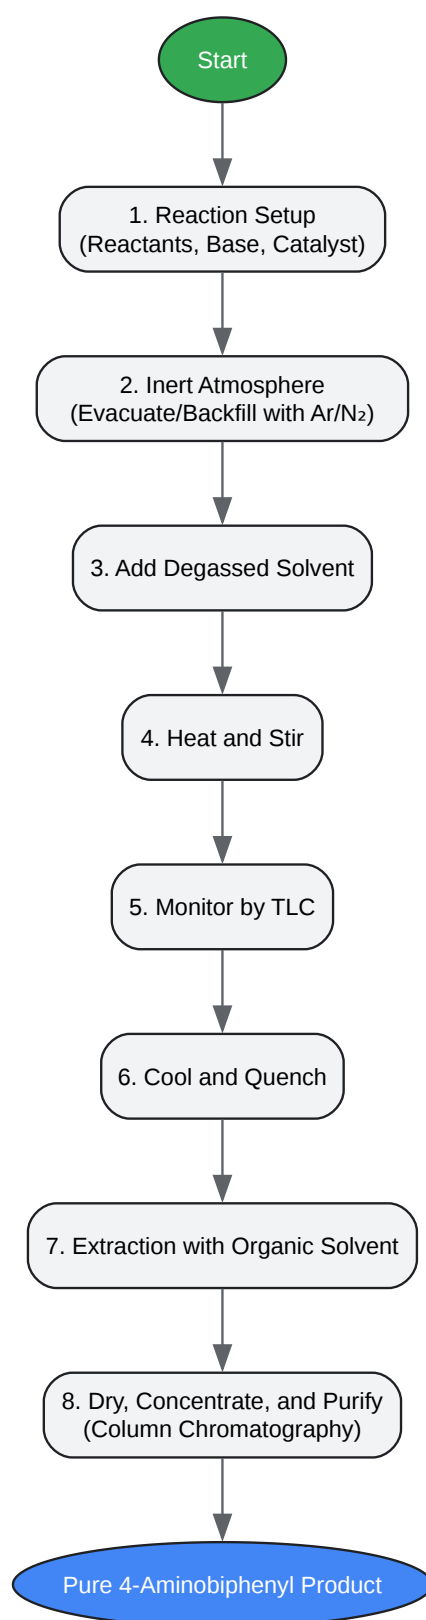 Start
1. Reaction Setup
(Reactants, Base, Catalyst)
2. Inert Atmosphere
(Evacuate/Backfill with Ar/N₂)
3. Add Degassed Solvent
4. Heat and Stir
5. Monitor by TLC
6. Cool and Quench
7. Extraction with Organic Solvent
8. Dry, Concentrate, and Purify
(Column Chromatography)
Pure 4-Aminobiphenyl Product